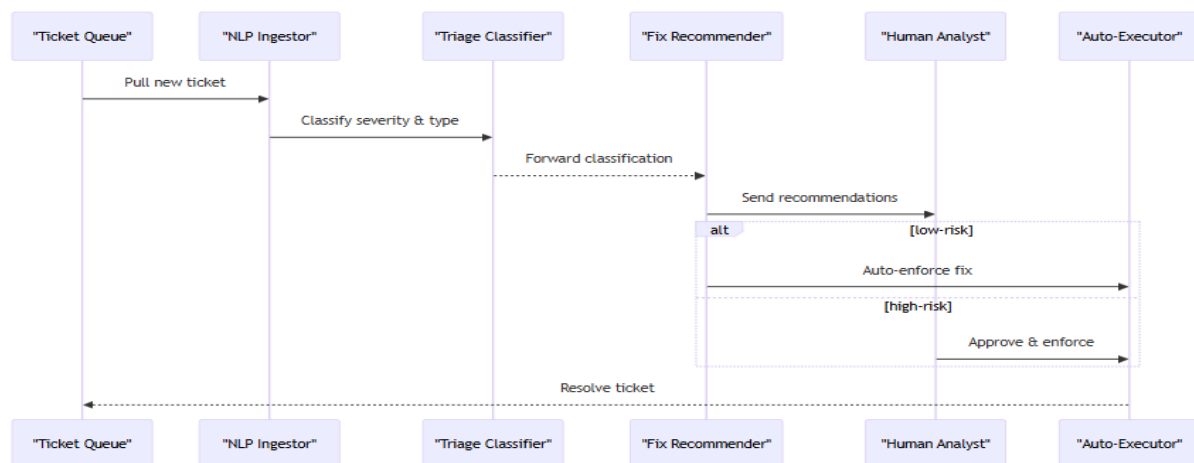 "Ticket Queue" "NLP Ingestor" "Triage Classifier" "Fix Recommender" "Human Analyst" "Auto-Executor"
Pull new ticket
Classify severity & type
Forward classification
Send recommendations
alt [low-risk]
Auto-enforce fix
[high-risk]
Approve & enforce
Resolve ticket
"Ticket Queue" "NLP Ingestor" "Triage Classifier" "Fix Recommender" "Human Analyst" "Auto-Executor"